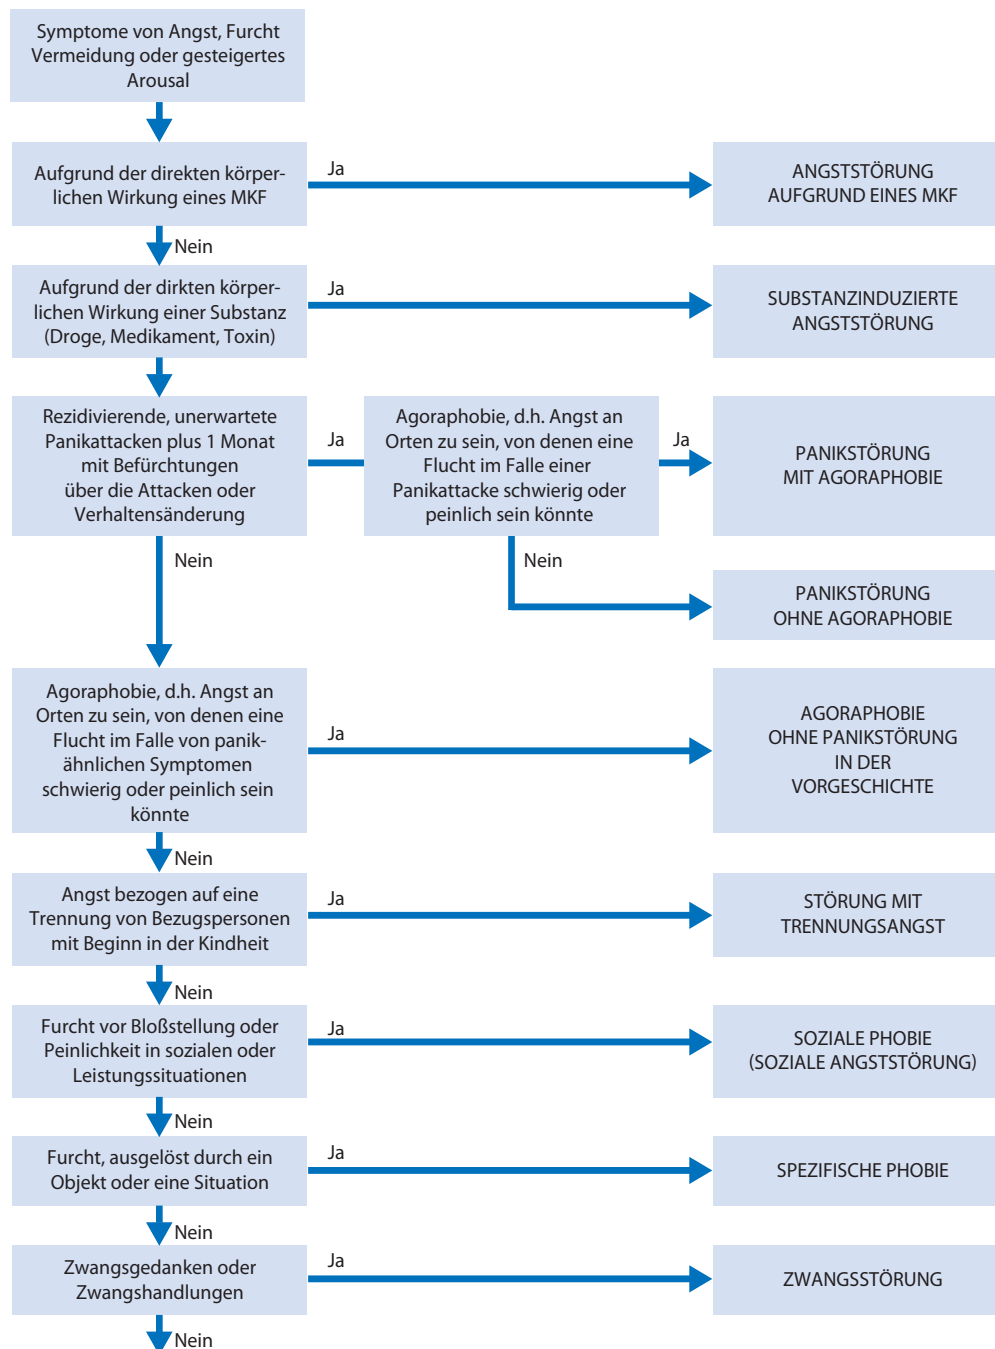 Symptome von Angst, Furcht
Vermeidung oder gesteigertes
Arousal
Aufgrund der direkten körper-
lichen Wirkung eines MKF
Ja
ANGSTSTÖRUNG
AUFGRUND EINES MKF
Nein
Aufgrund der dirkten körper-
lichen Wirkung einer Substanz
(Droge, Medikament, Toxin)
Ja
SUBSTANZINDUZIERTE
ANGSTSTÖRUNG
Rezidivierende, unerwartete
Panikattacken plus 1 Monat
mit Befürchtungen
über die Attacken oder
Verhaltensänderung
Ja
Agoraphobie, d.h. Angst an
Orten zu sein, von denen eine
Flucht im Falle einer
Panikattacke schwierig oder
peinlich sein könnte
Ja
PANIKSTÖRUNG
MIT AGORAPHOBIE
Nein
Nein
PANIKSTÖRUNG
OHNE AGORAPHOBIE
Agoraphobie, d.h. Angst an
Orten zu sein, von denen eine
Flucht im Falle von panik-
ähnlichen Symptomen
schwierig oder peinlich sein
könnte
Ja
AGORAPHOBIE
OHNE PANIKSTÖRUNG
IN DER
VORGESCHICHTE
Nein
Angst bezogen auf eine
Trennung von Bezugspersonen
mit Beginn in der Kindheit
Ja
STÖRUNG MIT
TRENNUNGSANGST
Nein
Furcht vor Bloßstellung oder
Peinlichkeit in sozialen oder
Leistungssituationen
Ja
SOZIALE PHOBIE
(SOZIALE ANGSTSTÖRUNG)
Nein
Furcht, ausgelöst durch ein
Objekt oder eine Situation
Ja
SPEZIFISCHE PHOBIE
Nein
Zwangsgedanken oder
Zwangshandlungen
Ja
ZWANGSSTÖRUNG
Nein